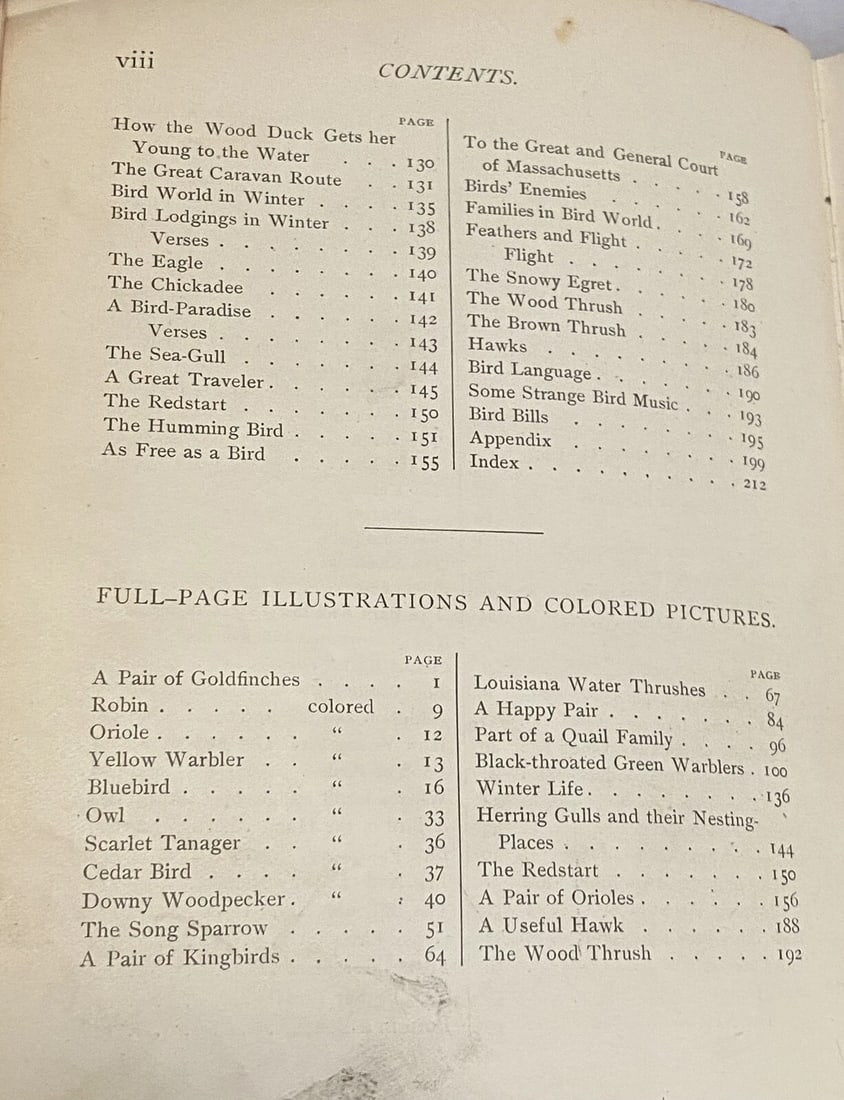 viii
CONTENTS.
PAGE
How the Wood Duck Gets her
Young to the Water . . . 130
The Great Caravan Route . . 131
Bird World in Winter . . . . 135
Bird Lodgings in Winter . . . 138
Verses . . . . . . . 139
The Eagle . . . . . . . 140
The Chickadee . . . . . 141
A Bird-Paradise . . . . . 142
Verses . . . . . . . 143
The Sea-Gull . . . . . . 144
A Great Traveler . . . . . 145
The Redstart . . . . . . 150
The Humming Bird . . . . . 151
As Free as a Bird . . . . . 155
PAGE
To the Great and General Court
of Massachusetts . . . . . 158
Birds' Enemies . . . . . 162
Families in Bird World . . . . 169
Feathers and Flight . . . . . 172
Flight . . . . . . . 178
The Snowy Egret . . . . . 180
The Wood Thrush . . . . . 183
The Brown Thrush . . . . . 184
Hawks . . . . . . . 186
Bird Language . . . . . . 190
Some Strange Bird Music . . . 193
Bird Bills . . . . . . 195
Appendix . . . . . . 199
Index . . . . . . . . 212
FULL-PAGE ILLUSTRATIONS AND COLORED PICTURES.
PAGE
A Pair of Goldfinches . . . . 1
Robin . . . . . colored . 9
Oriole . . . . . . “ . 12
Yellow Warbler . . “ . 13
Bluebird . . . . . “ . 16
Owl . . . . . . “ . 33
Scarlet Tanager . . “ . 36
Cedar Bird . . . . “ . 37
Downy Woodpecker . “ . 40
The Song Sparrow . . . . . 51
A Pair of Kingbirds . . . . . 64
PAGE
Louisiana Water Thrushes . . 67
A Happy Pair . . . . . . . 84
Part of a Quail Family . . . . 96
Black-throated Green Warblers . 100
Winter Life . . . . . . . 136
Herring Gulls and their Nesting-
Places . . . . . . . . 144
The Redstart . . . . . . 150
A Pair of Orioles . . . . . 156
A Useful Hawk . . . . . . 188
The Wood Thrush . . . . . 192